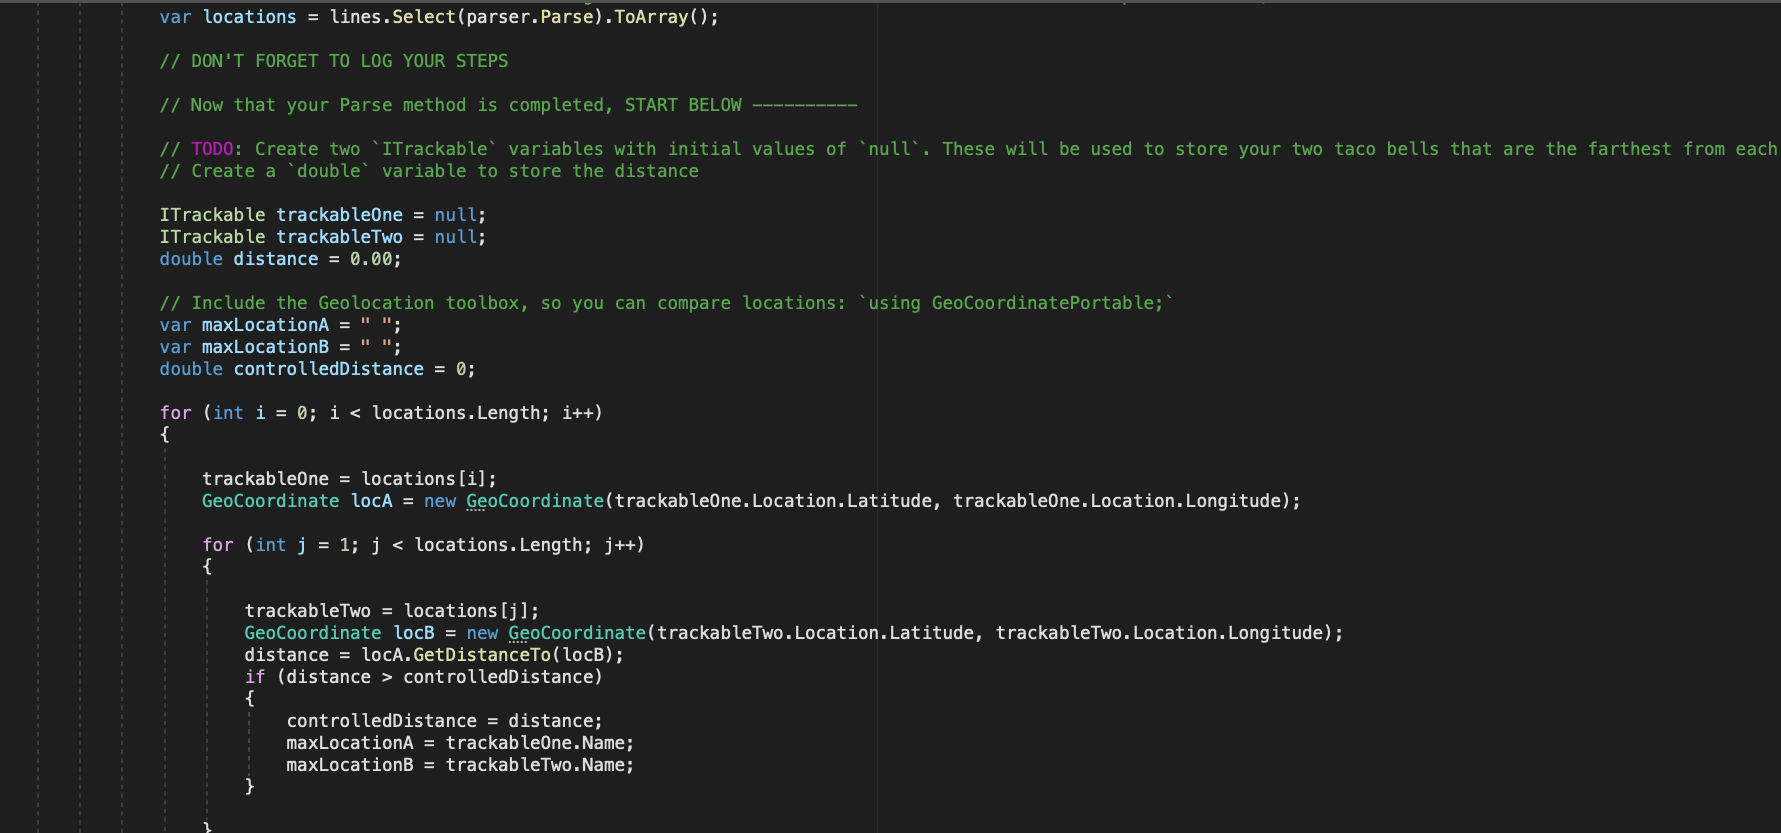 var locations = lines.Select(parser.Parse).ToArray();
// DON'T FORGET TO LOG YOUR STEPS
// Now that your Parse method is completed, START BELOW ----------
// TODO: Create two `ITrackable` variables with initial values of `null`. These will be used to store your two taco bells that are the farthest from each
// Create a `double` variable to store the distance
ITrackable trackableOne = null;
ITrackable trackableTwo = null;
double distance = 0.00;
// Include the Geolocation toolbox, so you can compare locations: `using GeoCoordinatePortable;`
var maxLocationA = " ";
var maxLocationB = " ";
double controlledDistance = 0;
for (int i = 0; i < locations.Length; i++)
{
trackableOne = locations[i];
GeoCoordinate locA = new GeoCoordinate(trackableOne.Location.Latitude, trackableOne.Location.Longitude);
for (int j = 1; j < locations.Length; j++)
{
trackableTwo = locations[j];
GeoCoordinate locB = new GeoCoordinate(trackableTwo.Location.Latitude, trackableTwo.Location.Longitude);
distance = locA.GetDistanceTo(locB);
if (distance > controlledDistance)
{
controlledDistance = distance;
maxLocationA = trackableOne.Name;
maxLocationB = trackableTwo.Name;
}
}